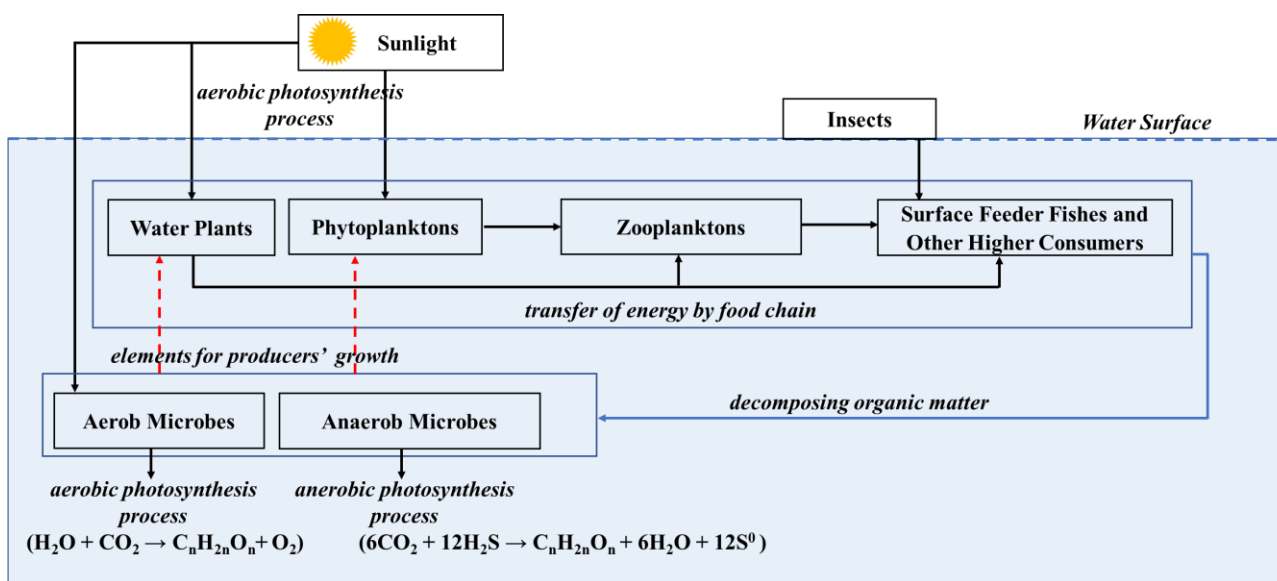 Sunlight
aerobic photosynthesis
process
Insects
Water Surface
Water Plants
Phytoplanktons
Zooplanktons
Surface Feeder Fishes and
Other Higher Consumers
transfer of energy by food chain
elements for producers' growth
decomposing organic matter
Aerob Microbes
Anaerob Microbes
aerobic photosynthesis
process
(H₂O + CO₂ → CₙH₂ₙOₙ+ O₂)
anerobic photosynthesis
process
(6CO₂ + 12H₂S → CₙH₂ₙOₙ + 6H₂O + 12S⁰ )